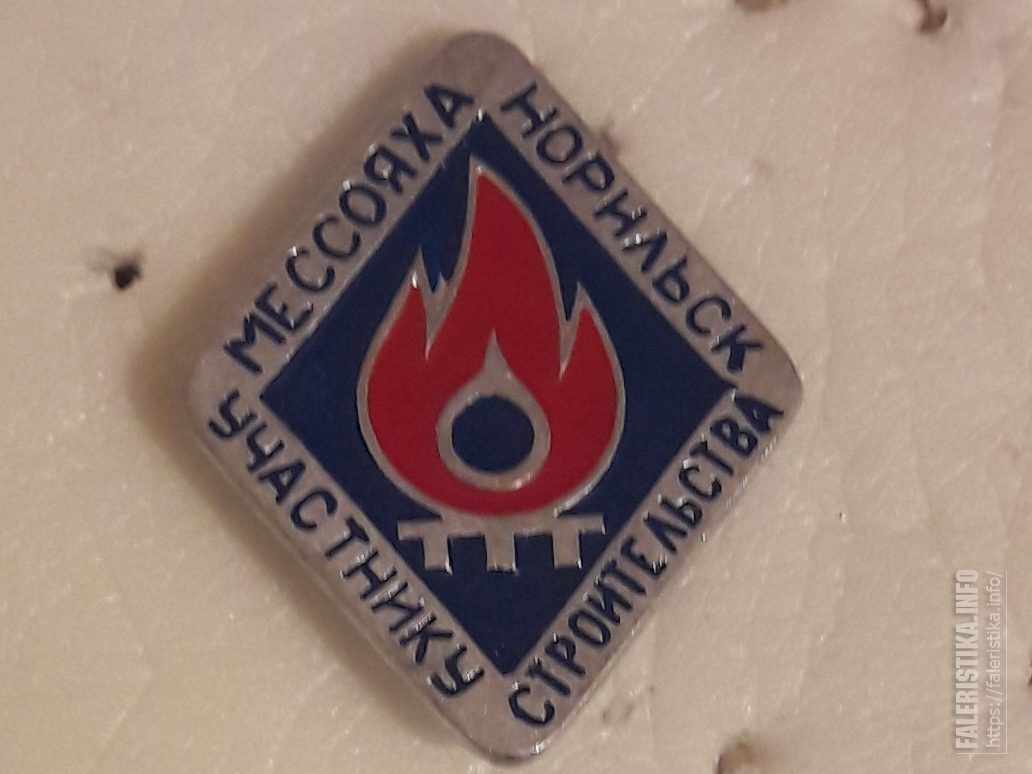 МЕССОЯХА
НОРИЛЬСК
УЧАСТНИКУ
СТРОИТЕЛЬСТВА
FALERISTIKA.INFO
https://faleristika.info/